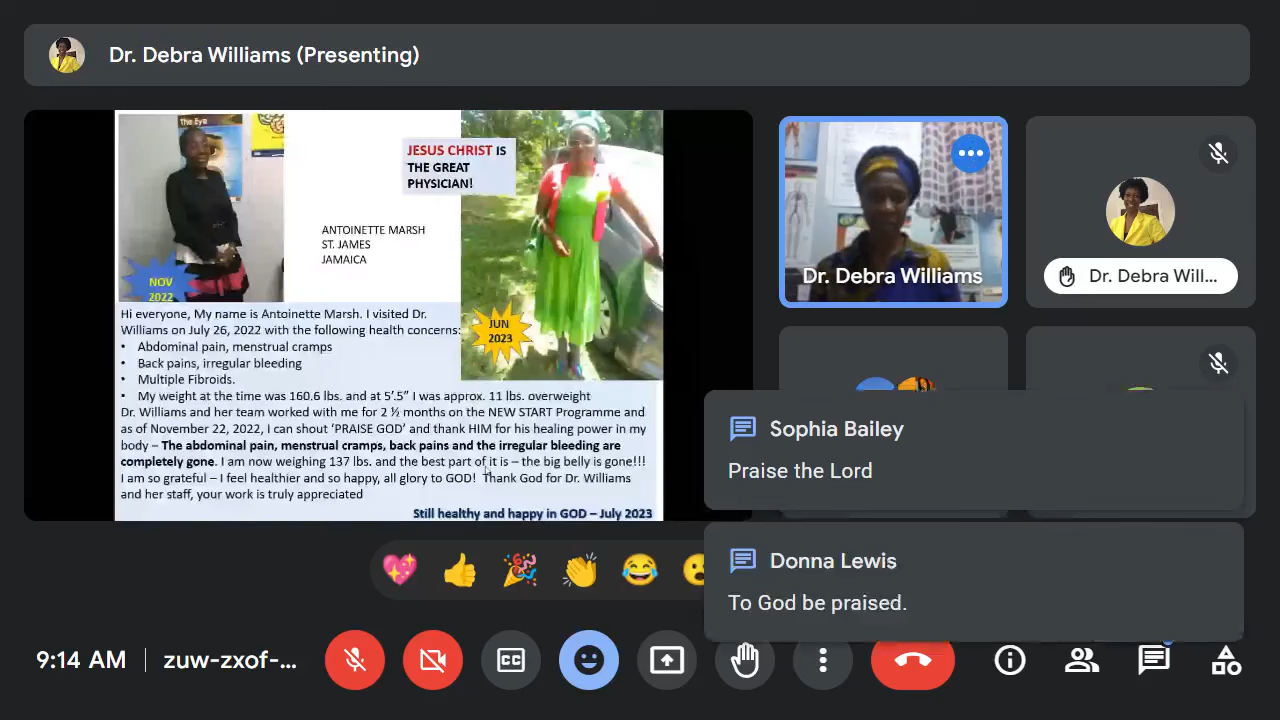 Dr. Debra Williams (Presenting)
The Eye
JESUS CHRIST IS
THE GREAT
PHYSICIAN!
ANTOINETTE MARSH
ST. JAMES
JAMAICA
NOV
2022
JUN
2023
Hi everyone, My name is Antoinette Marsh. I visited Dr.
Williams on July 26, 2022 with the following health concerns:
• Abdominal pain, menstrual cramps
• Back pains, irregular bleeding
• Multiple Fibroids.
• My weight at the time was 160.6 lbs. and at 5’.5” I was approx. 11 lbs. overweight
Dr. Williams and her team worked with me for 2 ½ months on the NEW START Programme and
as of November 22, 2022, I can shout ‘PRAISE GOD’ and thank HIM for his healing power in my
body – The abdominal pain, menstrual cramps, back pains and the irregular bleeding are
completely gone. I am now weighing 137 lbs. and the best part of it is – the big belly is gone!!!
I am so grateful – I feel healthier and so happy, all glory to GOD! Thank God for Dr. Williams
and her staff, your work is truly appreciated
Still healthy and happy in GOD – July 2023
Dr. Debra Williams
Dr. Debra Will...
Sophia Bailey
Praise the Lord
Donna Lewis
To God be praised.
9:14 AM
zuw-zxof-...
CC